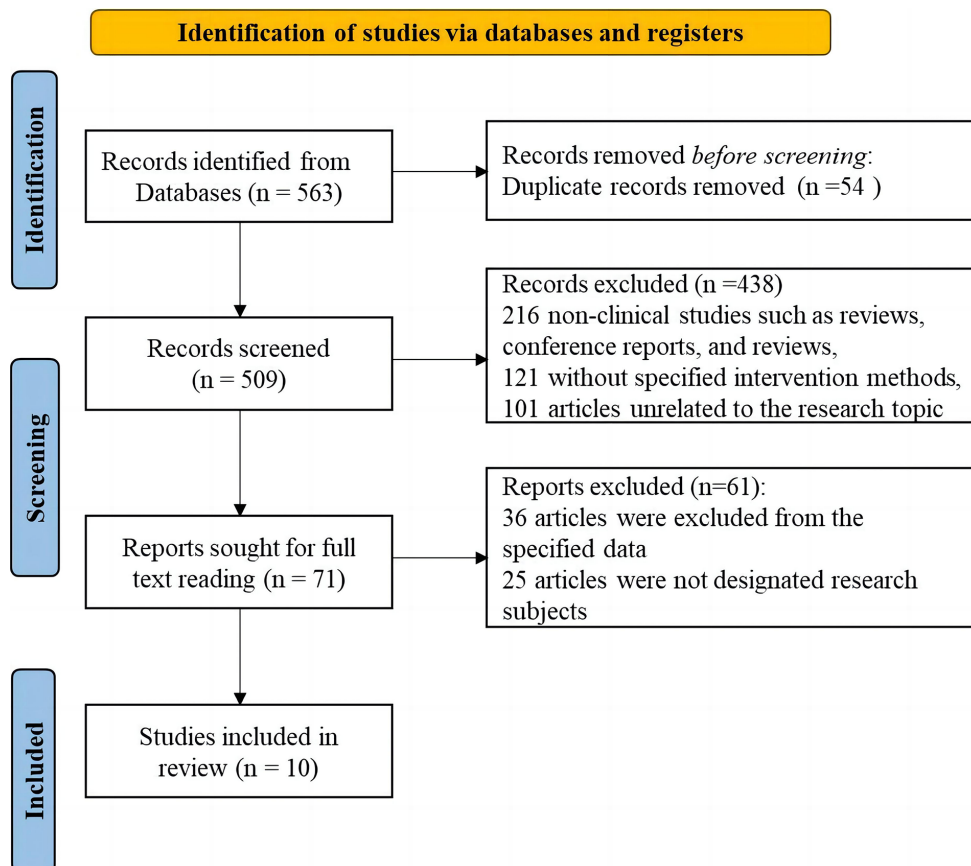 Identification of studies via databases and registers
Identification
Records identified from
Databases (n = 563)
Records removed before screening:
Duplicate records removed (n =54 )
Screening
Records screened
(n = 509)
Records excluded (n =438)
216 non-clinical studies such as reviews,
conference reports, and reviews,
121 without specified intervention methods,
101 articles unrelated to the research topic
Reports sought for full
text reading (n = 71)
Reports excluded (n=61):
36 articles were excluded from the
specified data
25 articles were not designated research
subjects
Included
Studies included in
review (n = 10)